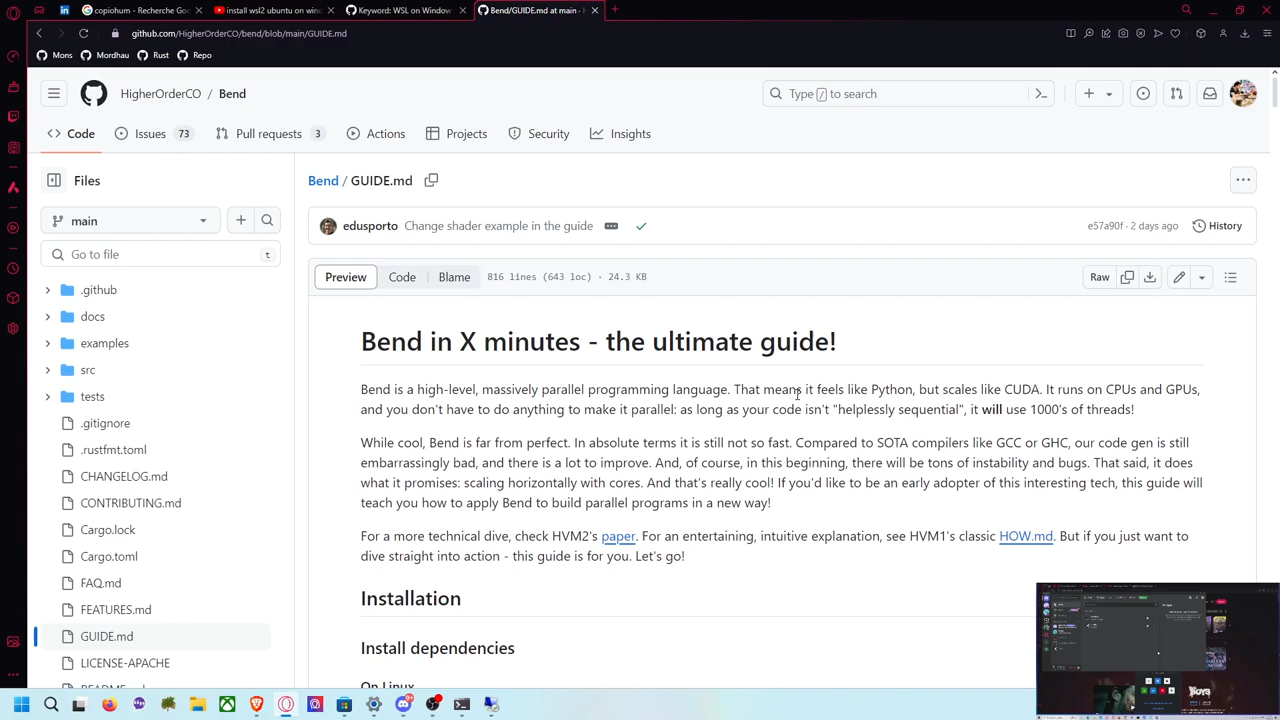 copiohum - Recherche Go
install wsl2 ubuntu on windo
Keyword: WSL on Window
Bend/GUIDE.md at main ·
github.com/HigherOrderCO/bend/blob/main/GUIDE.md
Mons
Mordhau
Rust
Repo
HigherOrderCO / Bend
Type / to search
Code
Issues 73
Pull requests 3
Actions
Projects
Security
Insights
Files
main
Go to file
t
.github
docs
examples
src
tests
.gitignore
.rustfmt.toml
CHANGELOG.md
CONTRIBUTING.md
Cargo.lock
Cargo.toml
FAQ.md
FEATURES.md
GUIDE.md
LICENSE-APACHE
Bend / GUIDE.md
edusporto Change shader example in the guide
e57a90f · 2 days ago
History
Preview
Code
Blame
816 lines (643 loc) · 24.3 KB
Raw
Bend in X minutes - the ultimate guide!
Bend is a high-level, massively parallel programming language. That means it feels like Python, but scales like CUDA. It runs on CPUs and GPUs,
and you don't have to do anything to make it parallel: as long as your code isn't "helplessly sequential", it will use 1000's of threads!
While cool, Bend is far from perfect. In absolute terms it is still not so fast. Compared to SOTA compilers like GCC or GHC, our code gen is still
embarrassingly bad, and there is a lot to improve. And, of course, in this beginning, there will be tons of instability and bugs. That said, it does
what it promises: scaling horizontally with cores. And that's really cool! If you'd like to be an early adopter of this interesting tech, this guide will
teach you how to apply Bend to build parallel programs in a new way!
For a more technical dive, check HVM2's paper. For an entertaining, intuitive explanation, see HVM1's classic HOW.md. But if you just want to
dive straight into action - this guide is for you. Let's go!
Installation
Install dependencies
On Linux